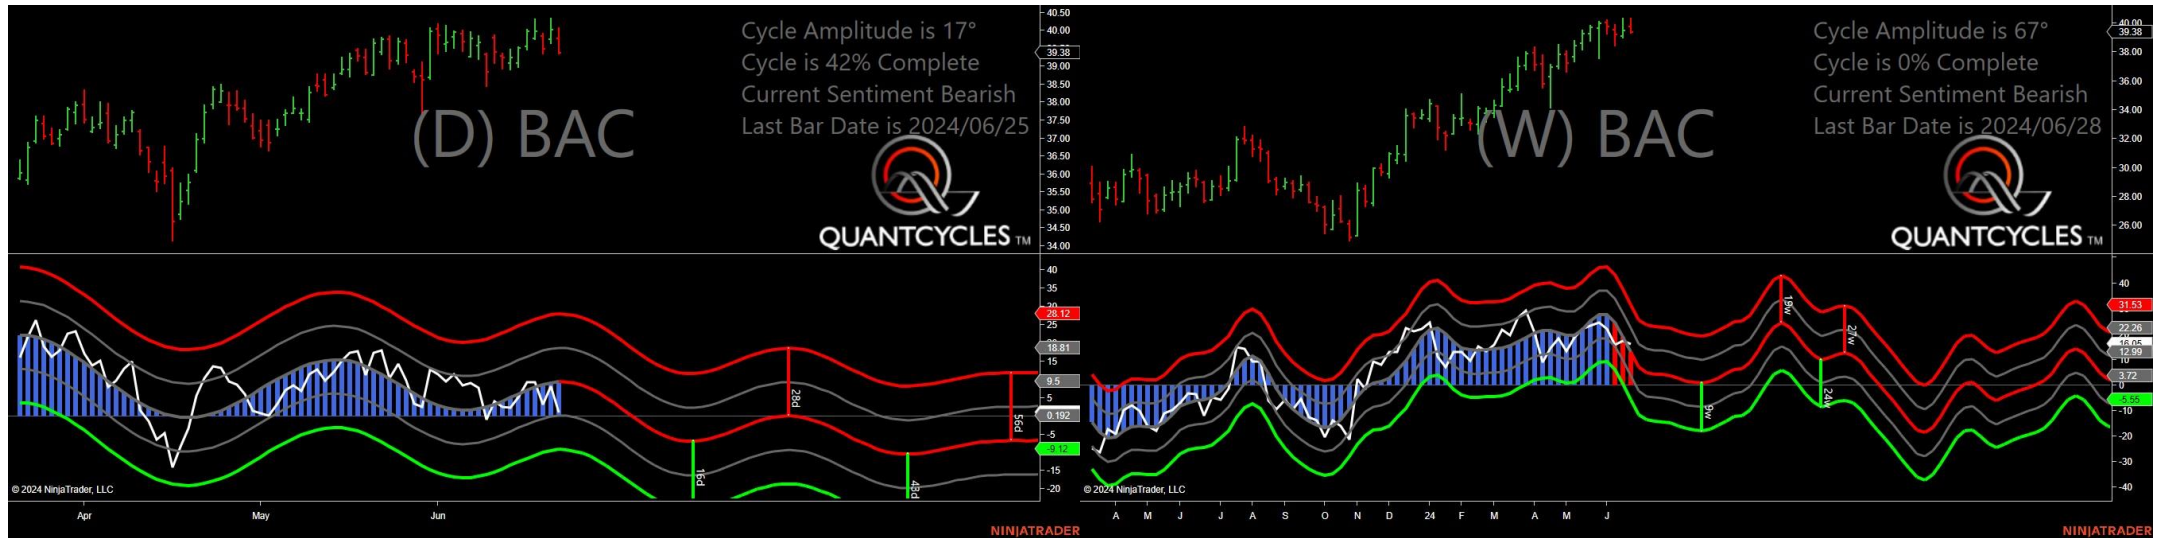 Cycle Amplitude is 17°
Cycle is 42% Complete
Current Sentiment Bearish
Last Bar Date is 2024/06/25
(D) BAC
QUANTCYCLES TM
40.50
40.00
39.38
39.00
38.50
38.00
37.50
37.00
36.50
36.00
35.50
35.00
34.50
34.00
40
35
28.12
25
18.81
15
9.5
5
0.192
-5
-9.12
-15
-20
16d
28d
43d
56d
© 2024 NinjaTrader, LLC
Apr May Jun
NINJATRADER
Cycle Amplitude is 67°
Cycle is 0% Complete
Current Sentiment Bearish
Last Bar Date is 2024/06/28
(W) BAC
QUANTCYCLES TM
40.00
39.38
38.00
36.00
34.00
32.00
30.00
28.00
26.00
40
31.53
22.26
16.05
12.99
10
3.72
0
-5.55
-10
-20
-30
-40
9w
19w
24w
27w
© 2024 NinjaTrader, LLC
A M J J A S O N D 24 F M A M J
NINJATRADER